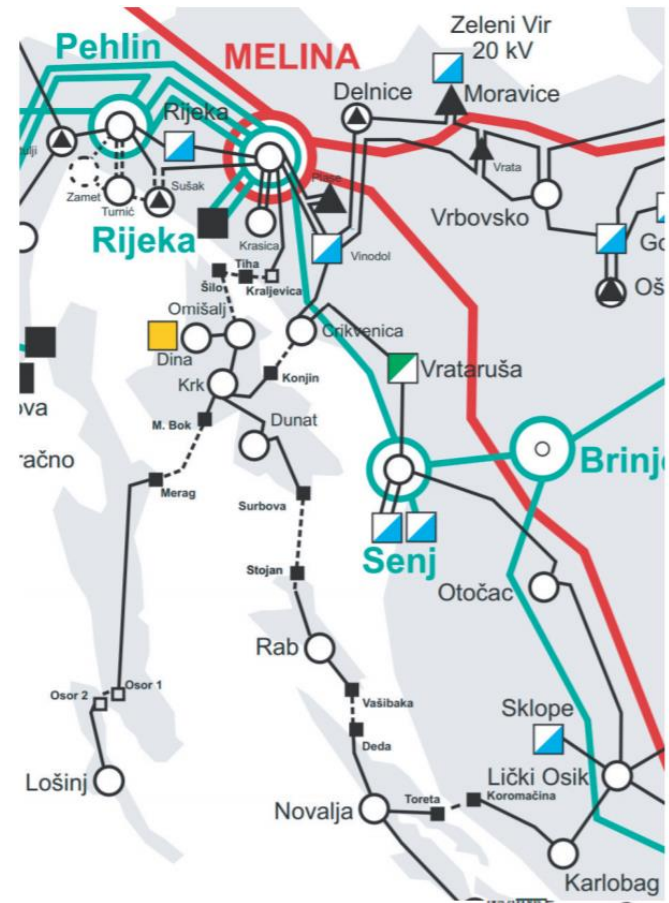 Zeleni Vir
20 kV
Pehlin
MELINA
Delnice
Moravice
Rijeka
Plase
Vrata
Zamet
Turnić
Sušak
Vrbovsko
Rijeka
Krasica
Vinodol
Tiha
Šilo
Kraljevica
Omišalj
Crikvenica
Dina
Konjin
Krk
Vrataruša
M. Bok
Dunat
Merag
Surbova
Senj
Stojan
Otočac
Rab
Osor 2
Osor 1
Vašibaka
Deda
Sklope
Lički Osik
Lošinj
Novalja
Toreta
Koromačina
Karlobag